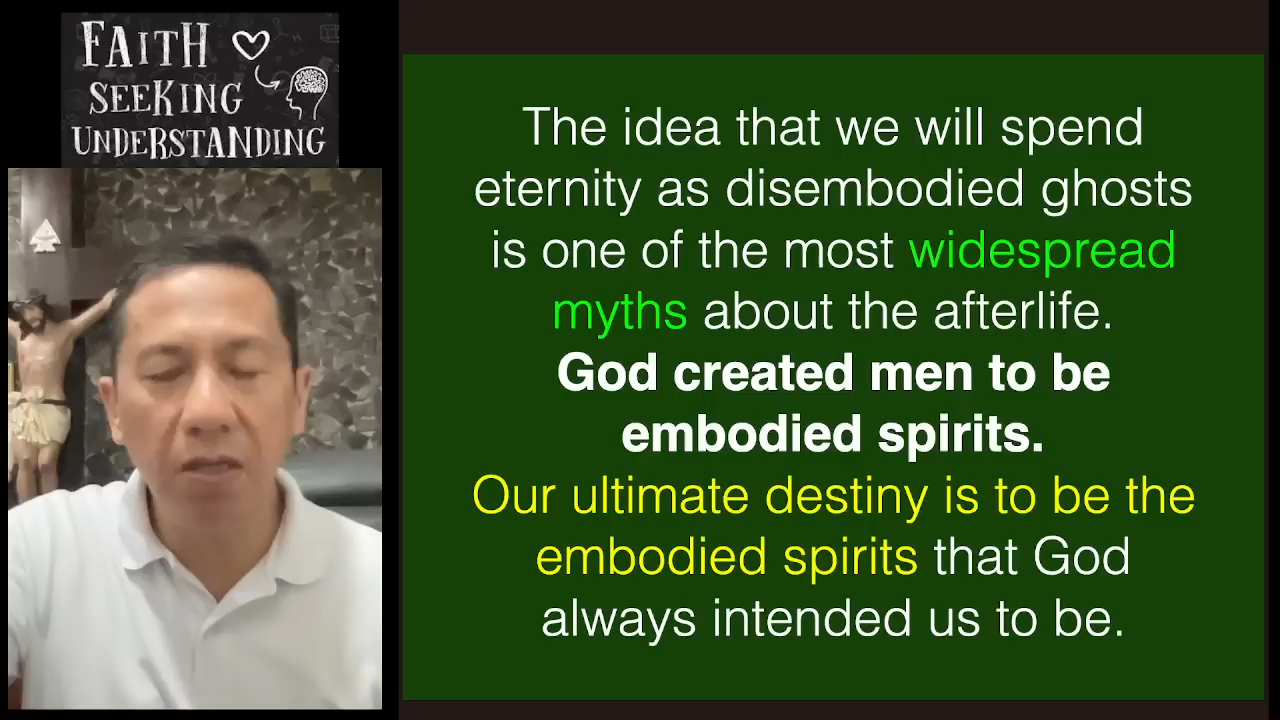 FAITH
SEEKING
UNDERSTANDING
The idea that we will spend
eternity as disembodied ghosts
is one of the most widespread
myths about the afterlife.
God created men to be
embodied spirits.
Our ultimate destiny is to be the
embodied spirits that God
always intended us to be.